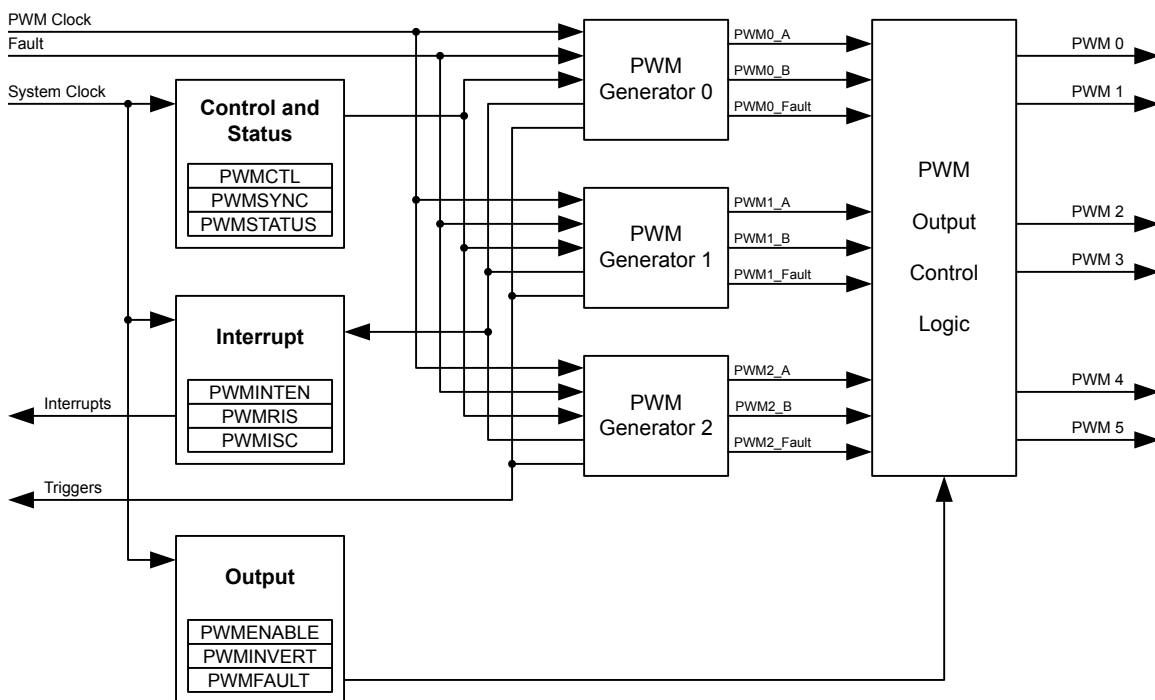 PWM Clock
Fault
System Clock
Control and
Status
PWMCTL
PWMSYNC
PWMSTATUS
Interrupt
PWMINTEN
PWMRIS
PWMISC
Interrupts
Triggers
Output
PWMENABLE
PWMINVERT
PWMFAULT
PWM
Generator 0
PWM0_A
PWM0_B
PWM0_Fault
PWM
Generator 1
PWM1_A
PWM1_B
PWM1_Fault
PWM
Generator 2
PWM2_A
PWM2_B
PWM2_Fault
PWM
Output
Control
Logic
PWM 0
PWM 1
PWM 2
PWM 3
PWM 4
PWM 5